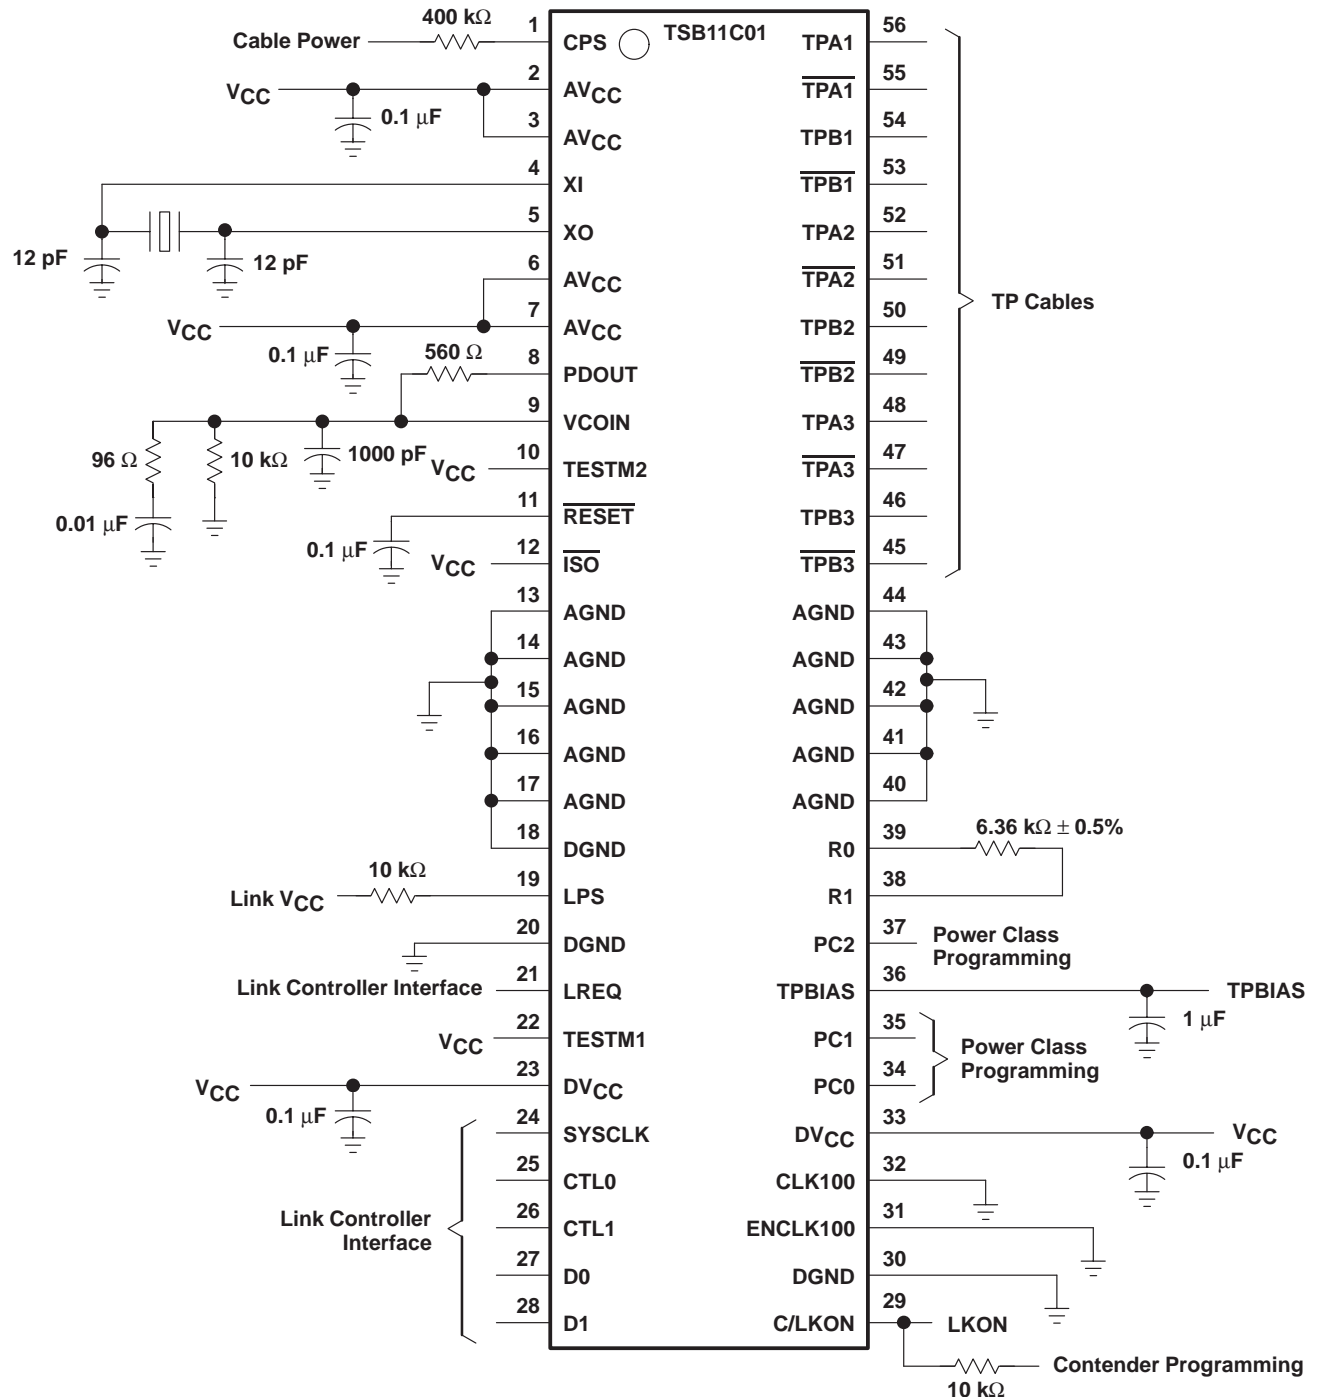 TSB11C01
Cable Power
400 kΩ
1
CPS
2
AVCC
VCC
0.1 µF
3
AVCC
4
XI
5
XO
12 pF
12 pF
6
AVCC
7
AVCC
VCC
0.1 µF
560 Ω
8
PDOUT
9
VCOIN
96 Ω
10 kΩ
1000 pF
VCC
10
TESTM2
0.01 µF
11
RESET
0.1 µF
VCC
12
ISO
13
AGND
14
AGND
15
AGND
16
AGND
17
AGND
18
DGND
Link VCC
10 kΩ
19
LPS
20
DGND
Link Controller Interface
21
LREQ
VCC
22
TESTM1
VCC
0.1 µF
23
DVCC
24
SYSCLK
25
CTL0
Link Controller
Interface
26
CTL1
27
D0
28
D1
56
TPA1
55
TPA1
54
TPB1
53
TPB1
52
TPA2
51
TPA2
50
TPB2
49
TPB2
48
TPA3
47
TPA3
46
TPB3
45
TPB3
TP Cables
44
AGND
43
AGND
42
AGND
41
AGND
40
AGND
39
R0
6.36 kΩ ± 0.5%
38
R1
37
PC2
Power Class
Programming
36
TPBIAS
TPBIAS
1 µF
35
PC1
34
PC0
Power Class
Programming
33
DVCC
VCC
0.1 µF
32
CLK100
31
ENCLK100
30
DGND
29
C/LKON
LKON
Contender Programming
10 kΩ